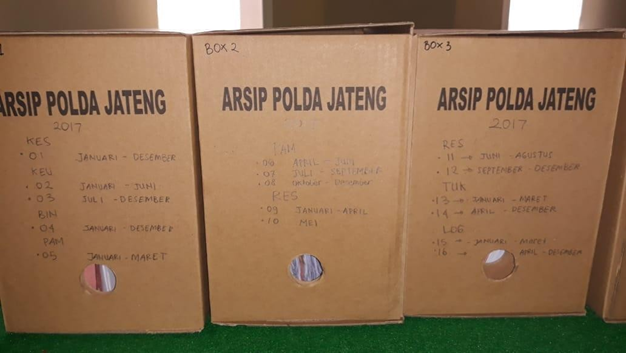 1
ARSIP POLDA JATENG
2017
KES
• 01 JANUARI - DESEMBER
KEU
• 02 JANUARI - JUNI
• 03 JULI - DESEMBER
BIN
• 04 JANUARI - DESEMBER
PAM
• 05 JANUARI - MARET
BOX 2
ARSIP POLDA JATENG
PAM
• 06 APRIL - JUNI
• 07 JULI - SEPTEMBER
• 08 Oktober - Desember
RES
• 09 JANUARI - APRIL
• 10 MEI
BOX 3
ARSIP POLDA JATENG
2017
RES
• 11 → JUNI - AGUSTUS
• 12 → SEPTEMBER - DESEMBER
TUK
• 13 → JANUARI - MARET
• 14 → APRIL - DESEMBER
LOG
• 15 → JANUARI - MARET
• 16 → APRIL - DESEMBER